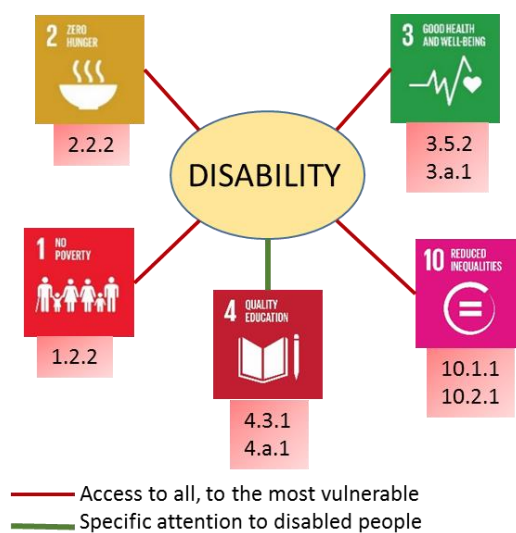 2 ZERO
HUNGER
2.2.2
3 GOOD HEALTH
AND WELL-BEING
3.5.2
3.a.1
DISABILITY
1 NO
POVERTY
1.2.2
4 QUALITY
EDUCATION
4.3.1
4.a.1
10 REDUCED
INEQUALITIES
10.1.1
10.2.1
Access to all, to the most vulnerable
Specific attention to disabled people